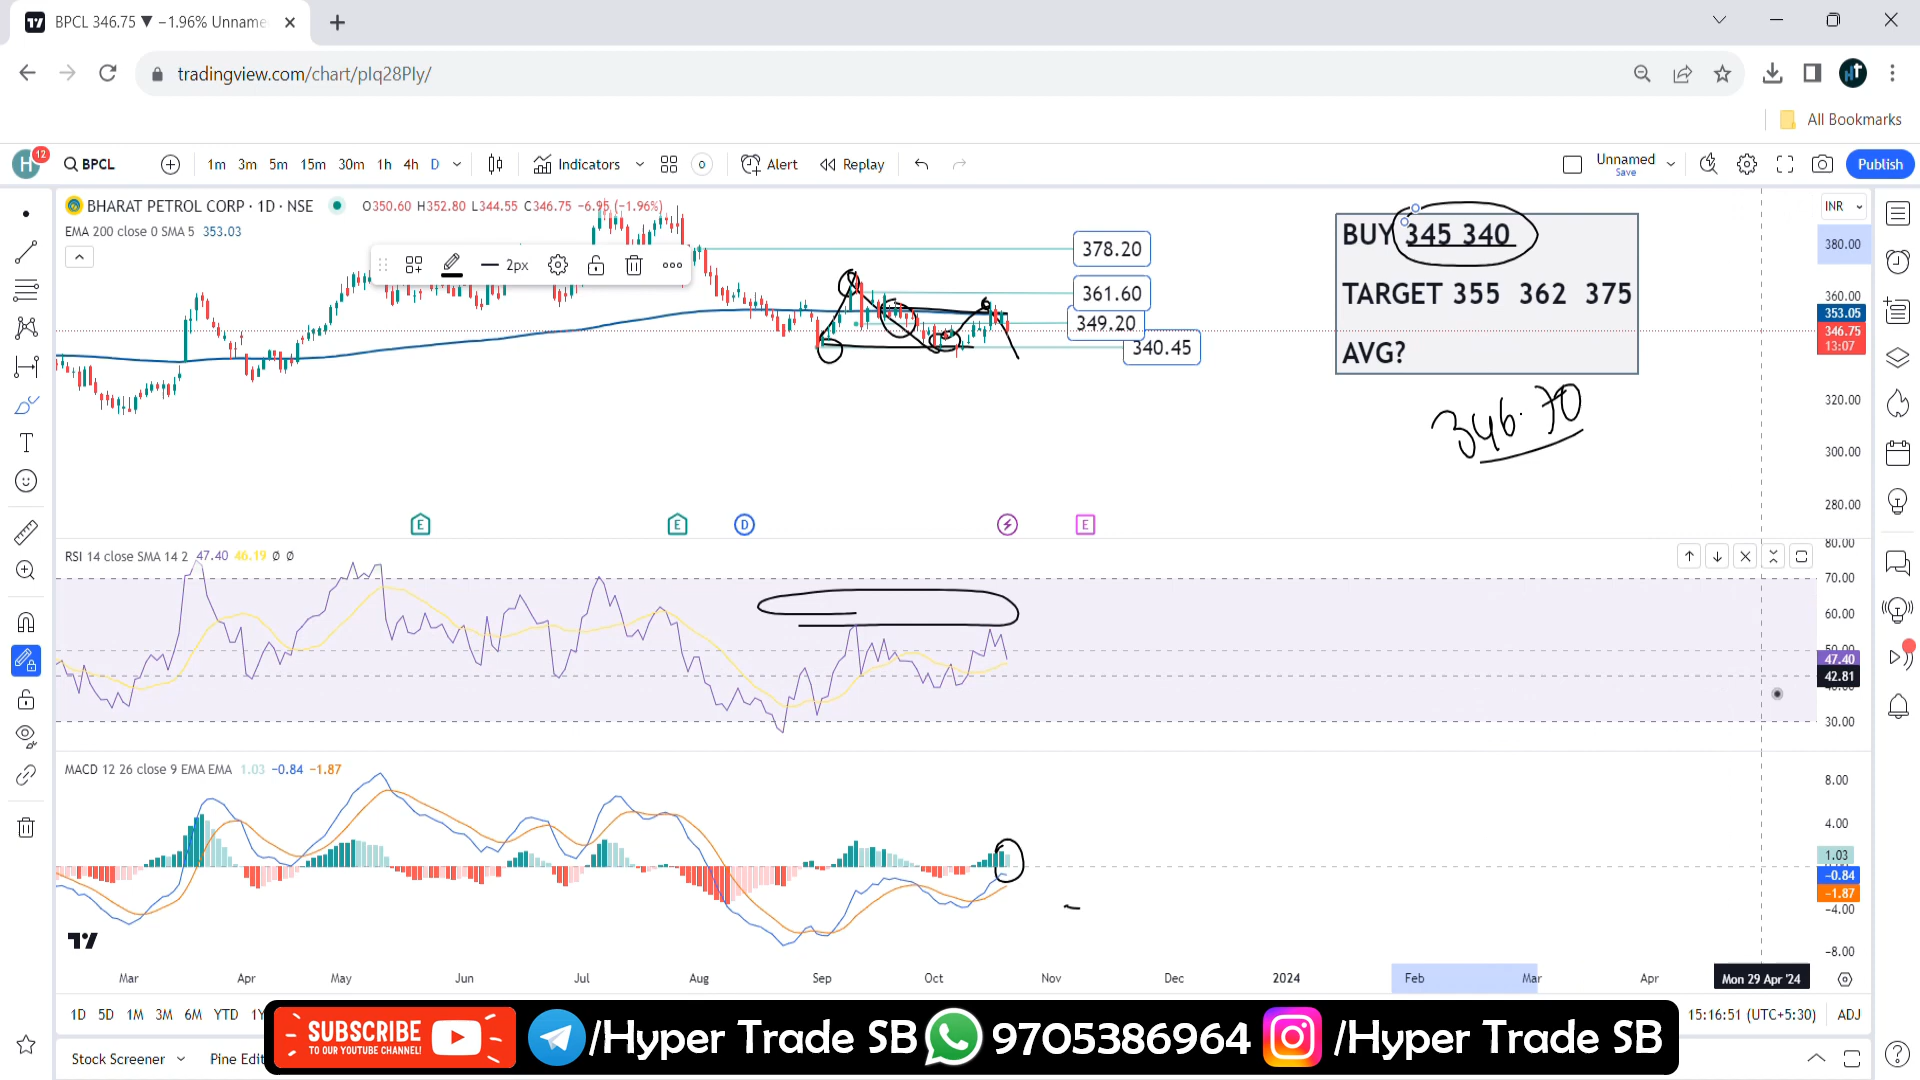 BPCL 346.75 ▼ −1.96% Unname
tradingview.com/chart/pIq28Ply/
All Bookmarks
H 12 BPCL 1m 3m 5m 15m 30m 1h 4h D Indicators Alert Replay Unnamed Save Publish
BHARAT PETROL CORP · 1D · NSE O350.60 H352.80 L344.55 C346.75 −6.95 (−1.96%)
INR
EMA 200 close 0 SMA 5 353.03
2px
378.20
361.60
349.20
340.45
BUY 345 340
TARGET 355 362 375
AVG?
346.70
380.00
360.00
353.05
346.75
13:07
320.00
300.00
280.00
E E D E
RSI 14 close SMA 14 2 47.40 46.19 Ø Ø
80.00
70.00
60.00
50.00
47.40
42.81
30.00
MACD 12 26 close 9 EMA EMA 1.03 −0.84 −1.87
8.00
4.00
1.03
−0.84
−1.87
−4.00
−8.00
Mar Apr May Jun Jul Aug Sep Oct Nov Dec 2024 Feb Mar Apr Mon 29 Apr '24
1D 5D 1M 3M 6M YTD 1Y 15:16:51 (UTC+5:30) ADJ
SUBSCRIBE
TO OUR YOUTUBE CHANNEL!
/Hyper Trade SB 9705386964 /Hyper Trade SB
Stock Screener Pine Edit